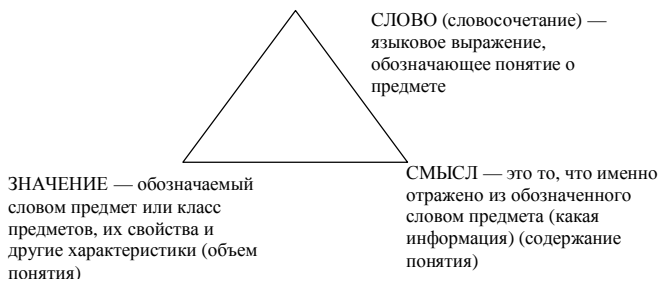 СЛОВО (словосочетание) —
языковое выражение,
обозначающее понятие о
предмете
ЗНАЧЕНИЕ — обозначаемый
словом предмет или класс
предметов, их свойства и
другие характеристики (объем
понятия)
СМЫСЛ — это то, что именно
отражено из обозначенного
словом предмета (какая
информация) (содержание
понятия)